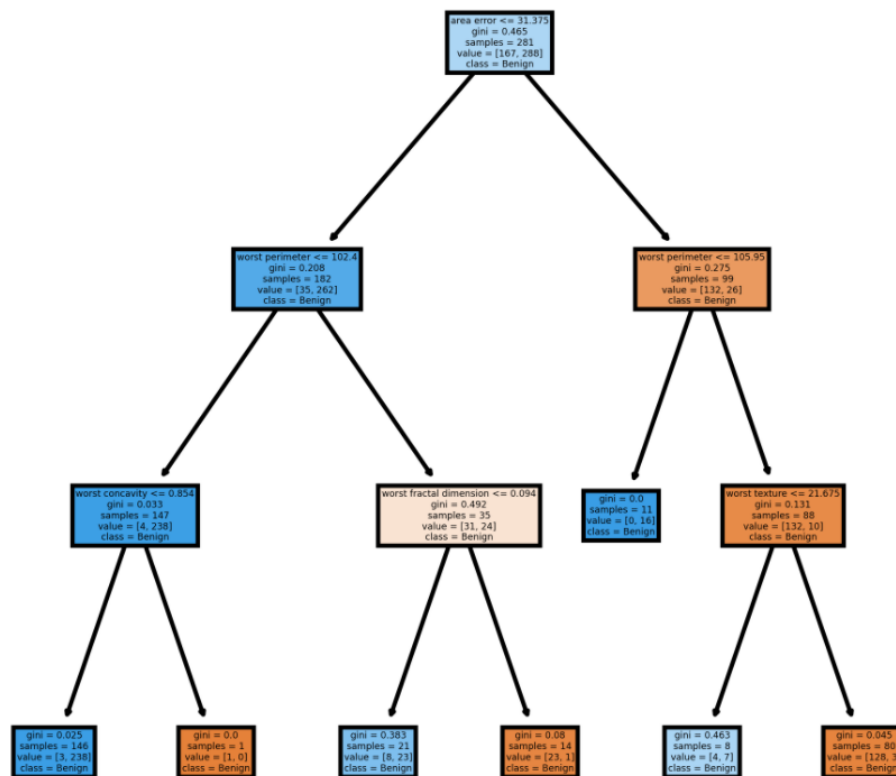 area error <= 31.375
gini = 0.465
samples = 281
value = [167, 288]
class = Benign
worst perimeter <= 102.4
gini = 0.208
samples = 182
value = [35, 262]
class = Benign
worst perimeter <= 105.95
gini = 0.275
samples = 99
value = [132, 26]
class = Benign
worst concavity <= 0.854
gini = 0.033
samples = 147
value = [4, 238]
class = Benign
worst fractal dimension <= 0.094
gini = 0.492
samples = 35
value = [31, 24]
class = Benign
gini = 0.0
samples = 11
value = [0, 16]
class = Benign
worst texture <= 21.675
gini = 0.131
samples = 88
value = [132, 10]
class = Benign
gini = 0.025
samples = 146
value = [3, 238]
class = Benign
gini = 0.0
samples = 1
value = [1, 0]
class = Benign
gini = 0.383
samples = 21
value = [8, 23]
class = Benign
gini = 0.08
samples = 14
value = [23, 1]
class = Benign
gini = 0.463
samples = 8
value = [4, 7]
class = Benign
gini = 0.045
samples = 80
value = [128, 3
class = Benign